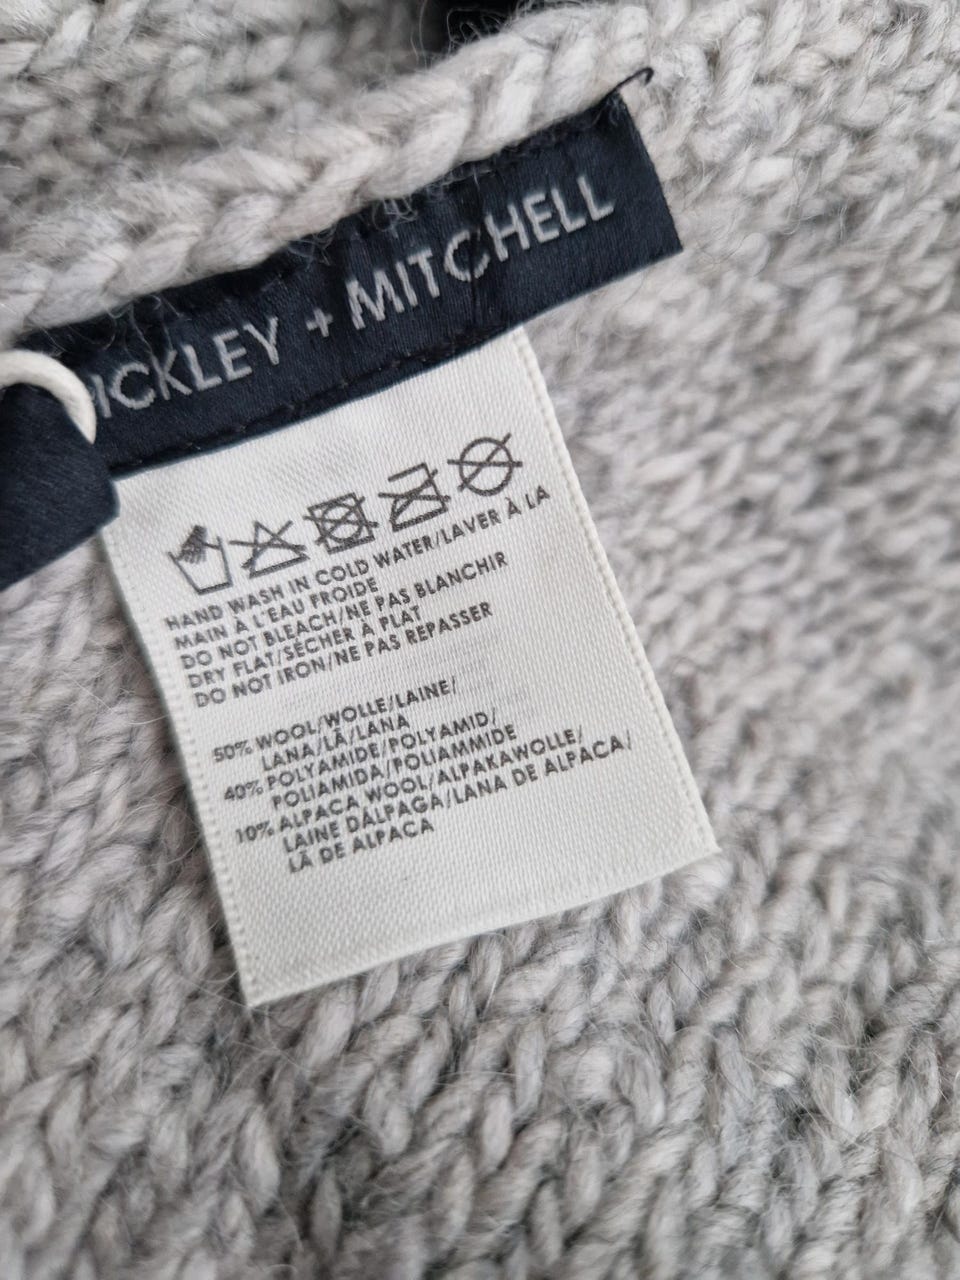 ICKLEY + MITCHELL
HAND WASH IN COLD WATER/LAVER À LA
MAIN À L'EAU FROIDE
DO NOT BLEACH/NE PAS BLANCHIR
DRY FLAT/SÉCHER À PLAT
DO NOT IRON/NE PAS REPASSER
50% WOOL/WOLLE/LAINE/
LANA/LÃ/LANA
40% POLYAMIDE/POLYAMID/
POLIAMIDA/POLIAMMIDE
10% ALPACA WOOL/ALPAKAWOLLE/
LAINE DÀLPAGA/LANA DE ALPACA/
LÃ DE ALPACA